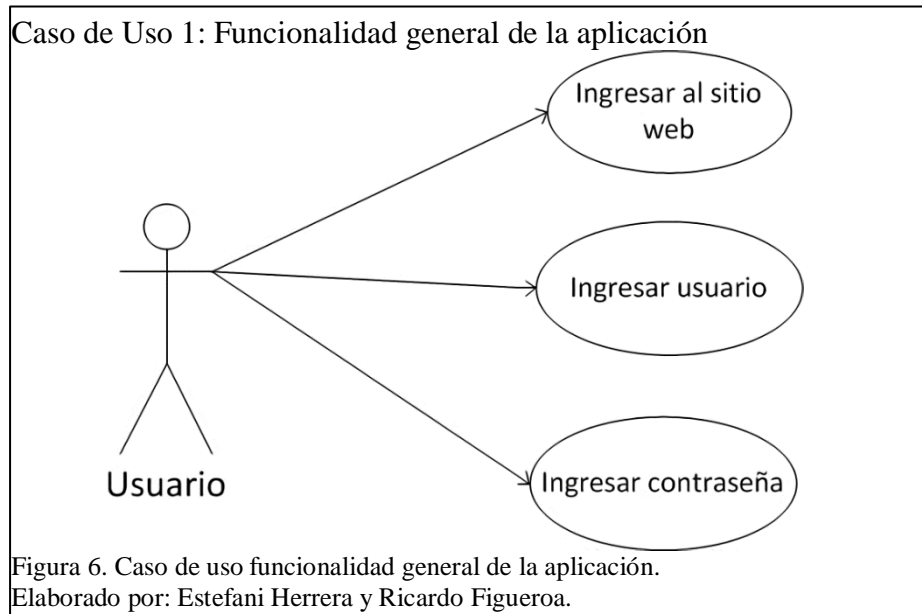 Caso de Uso 1: Funcionalidad general de la aplicación
Ingresar al sitio
web
Ingresar usuario
Ingresar contraseña
Usuario
Figura 6. Caso de uso funcionalidad general de la aplicación.
Elaborado por: Estefani Herrera y Ricardo Figueroa.